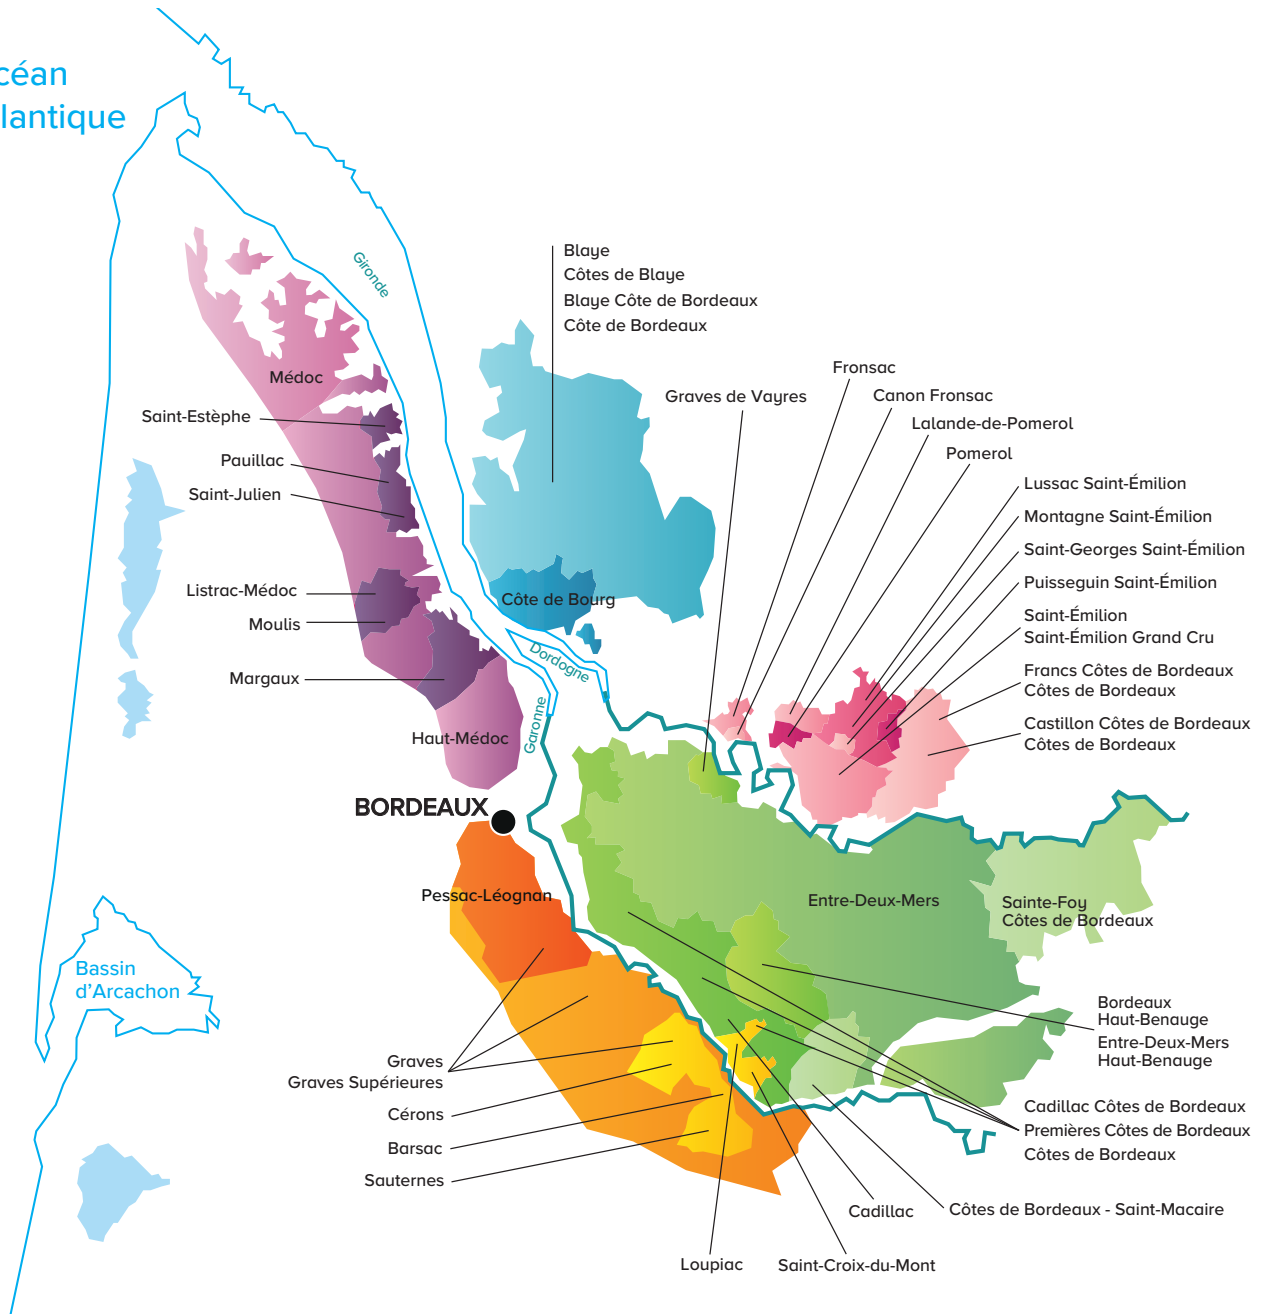 céan
lantique
Gironde
Blaye
Côtes de Blaye
Blaye Côte de Bordeaux
Côte de Bordeaux
Médoc
Saint-Estèphe
Pauillac
Saint-Julien
Listrac-Médoc
Moulis
Margaux
Haut-Médoc
Côte de Bourg
Dordogne
Garonne
Graves de Vayres
Fronsac
Canon Fronsac
Lalande-de-Pomerol
Pomerol
Lussac Saint-Émilion
Montagne Saint-Émilion
Saint-Georges Saint-Émilion
Puisseguin Saint-Émilion
Saint-Émilion
Saint-Émilion Grand Cru
Francs Côtes de Bordeaux
Côtes de Bordeaux
Castillon Côtes de Bordeaux
Côtes de Bordeaux
BORDEAUX
Pessac-Léognan
Entre-Deux-Mers
Sainte-Foy
Côtes de Bordeaux
Bassin
d'Arcachon
Bordeaux
Haut-Benauge
Entre-Deux-Mers
Haut-Benauge
Graves
Graves Supérieures
Cérons
Barsac
Sauternes
Cadillac Côtes de Bordeaux
Premières Côtes de Bordeaux
Côtes de Bordeaux
Cadillac
Côtes de Bordeaux - Saint-Macaire
Loupiac
Saint-Croix-du-Mont